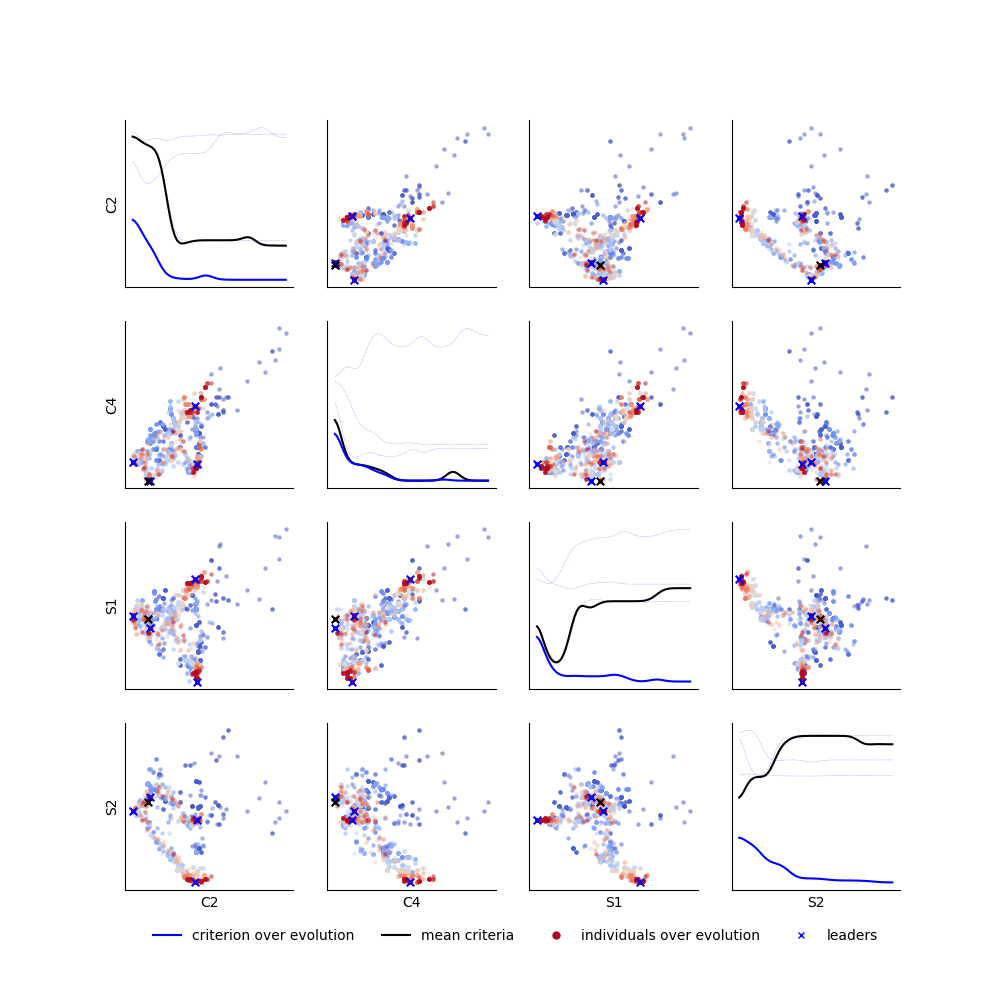 C2
C4
S1
S2
C2 C4 S1 S2
criterion over evolution mean criteria individuals over evolution leaders